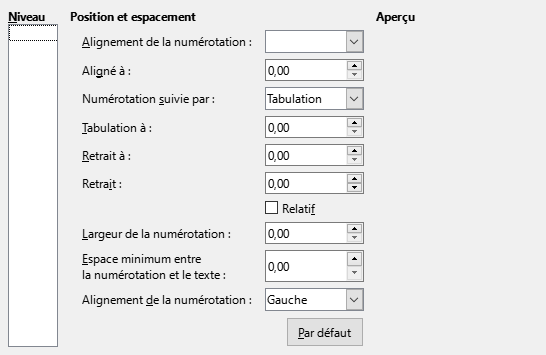 Niveau Position et espacement Aperçu
Alignement de la numérotation :
Aligné à : 0,00
Numérotation suivie par : Tabulation
Tabulation à : 0,00
Retrait à : 0,00
Retrait : 0,00
Relatif
Largeur de la numérotation : 0,00
Espace minimum entre
la numérotation et le texte : 0,00
Alignement de la numérotation : Gauche
Par défaut